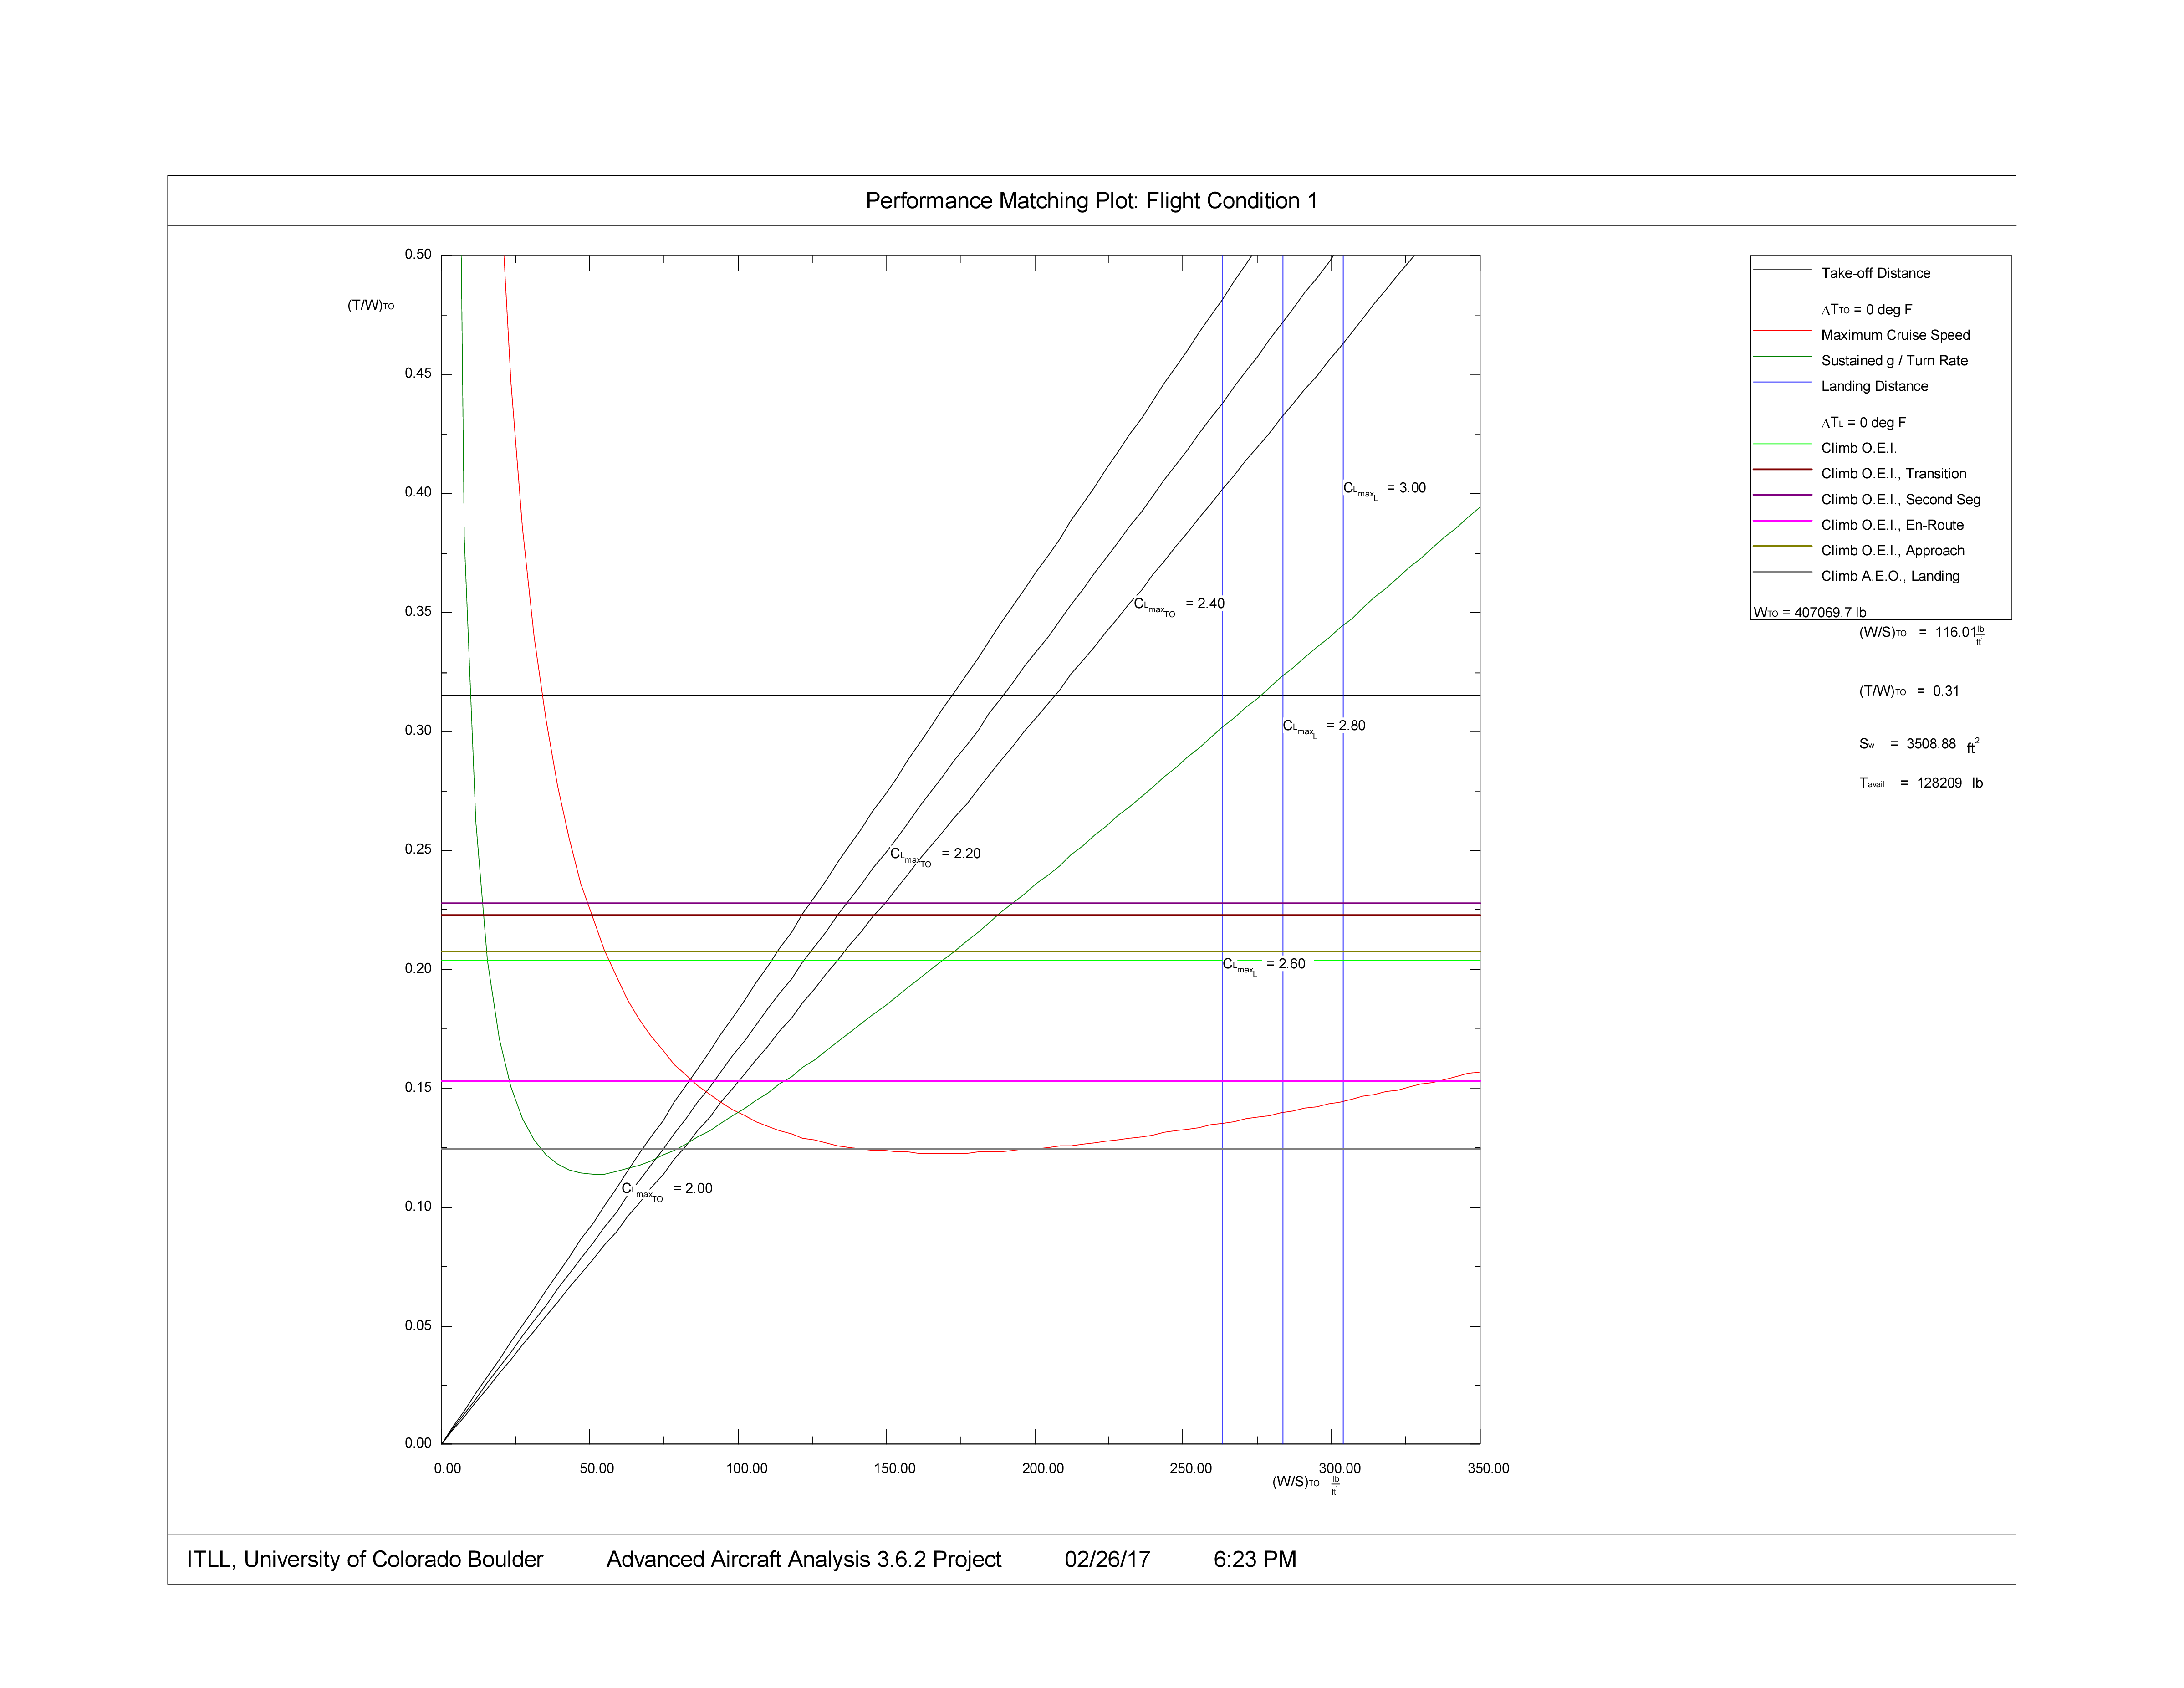 Performance Matching Plot: Flight Condition 1
0.50
(T/W)TO
0.45
0.40
0.35
0.30
0.25
0.20
0.15
0.10
0.05
0.00
0.00 50.00 100.00 150.00 200.00 250.00 300.00 350.00
(W/S)TO lb/ft
CLmaxL = 3.00
CLmaxTO = 2.40
CLmaxL = 2.80
CLmaxTO = 2.20
CLmaxL = 2.60
CLmaxTO = 2.00
Take-off Distance
ΔTTO = 0 deg F
Maximum Cruise Speed
Sustained g / Turn Rate
Landing Distance
ΔTL = 0 deg F
Climb O.E.I.
Climb O.E.I., Transition
Climb O.E.I., Second Seg
Climb O.E.I., En-Route
Climb O.E.I., Approach
Climb A.E.O., Landing
WTO = 407069.7 lb
(W/S)TO = 116.01 lb/ft
(T/W)TO = 0.31
Sw = 3508.88 ft2
Tavail = 128209 lb
ITLL, University of Colorado Boulder Advanced Aircraft Analysis 3.6.2 Project 02/26/17 6:23 PM